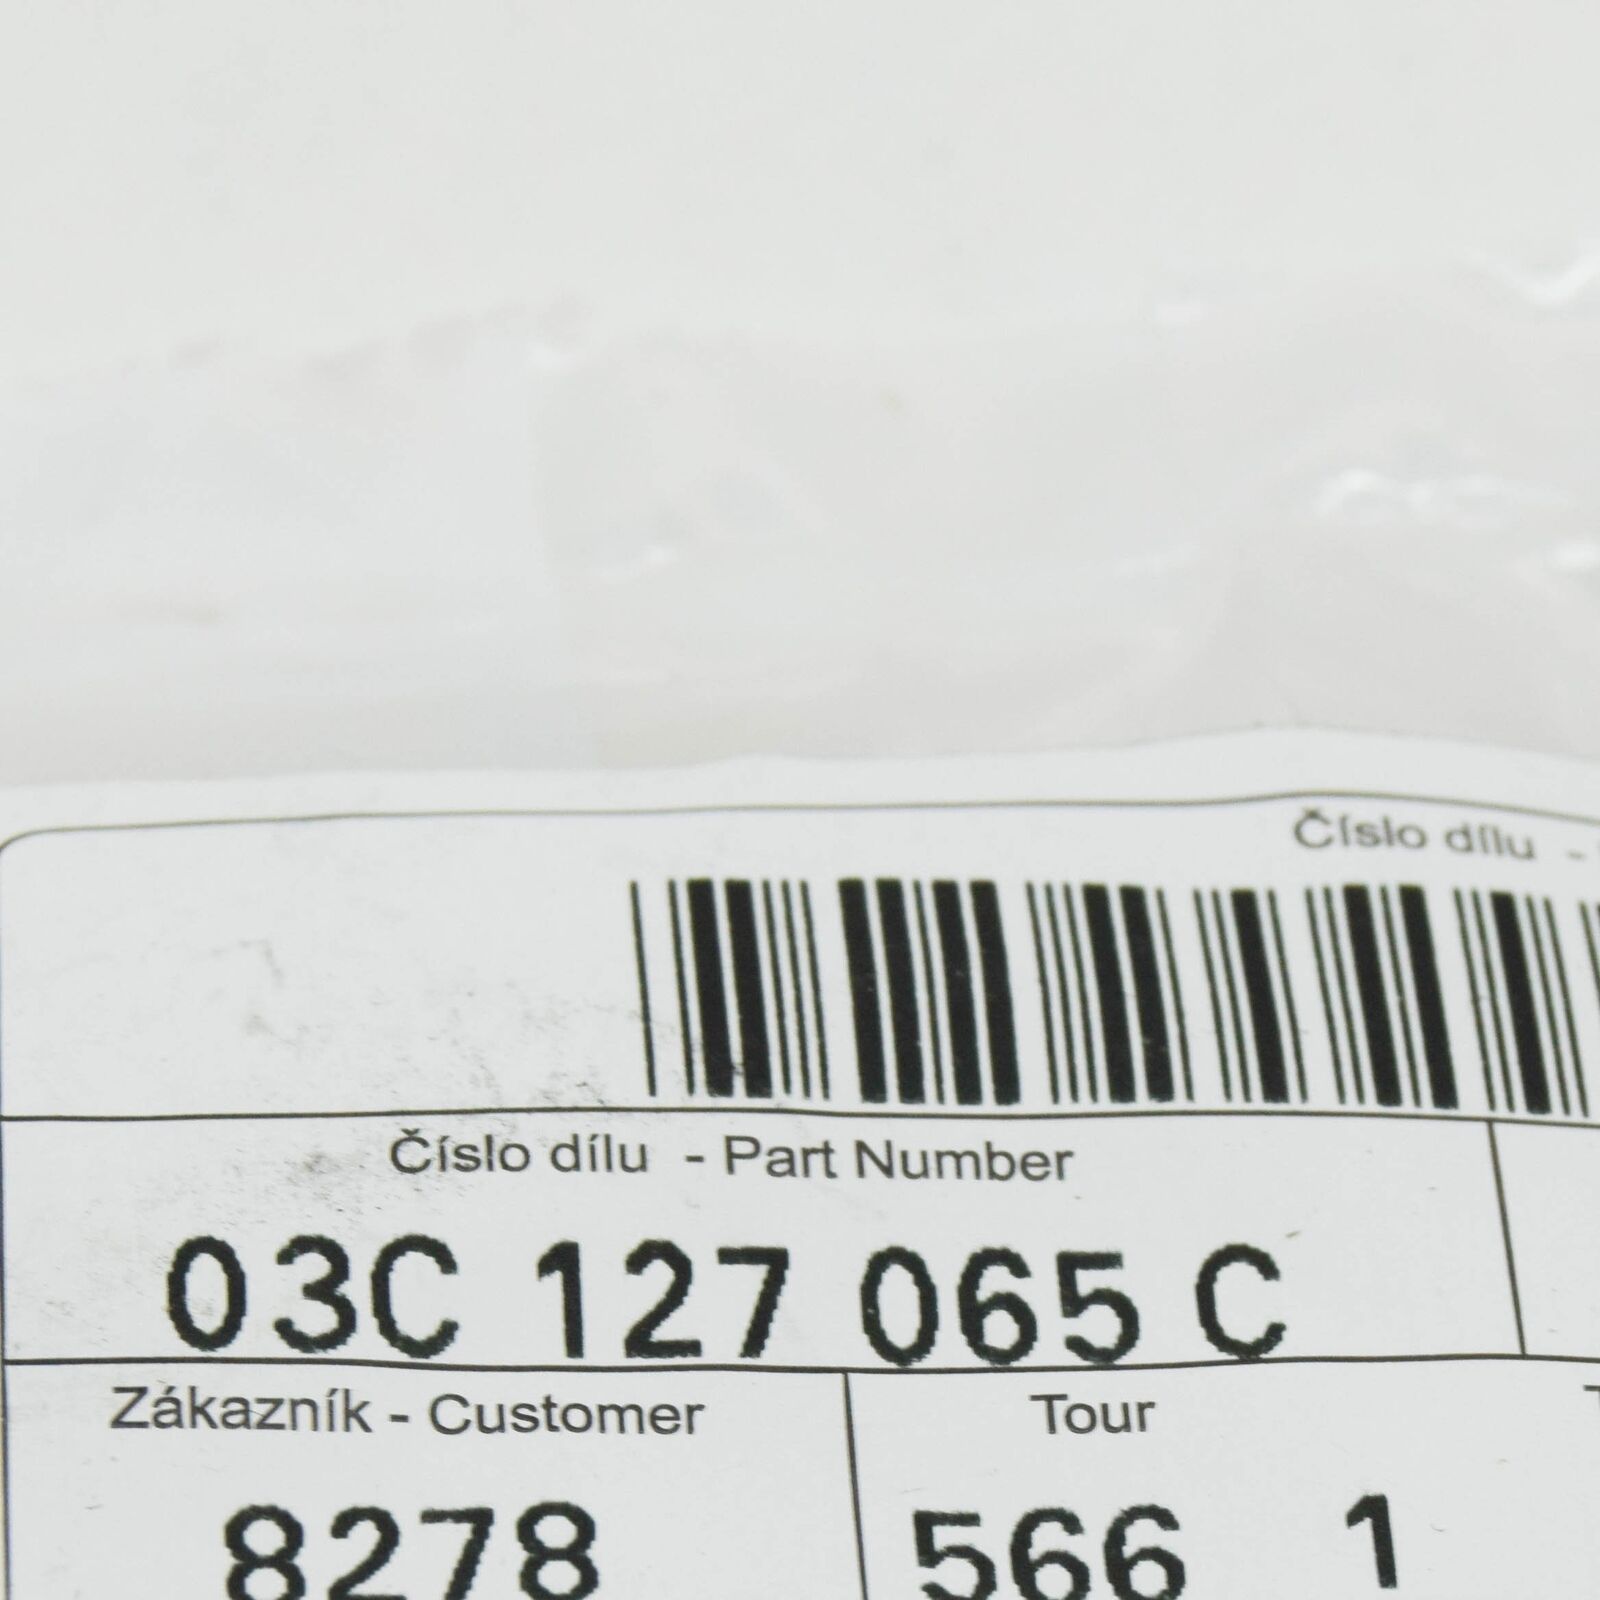 Číslo dílu -
Číslo dílu - Part Number
03C 127 065 C
Zákazník - Customer
Tour
8278
566 1